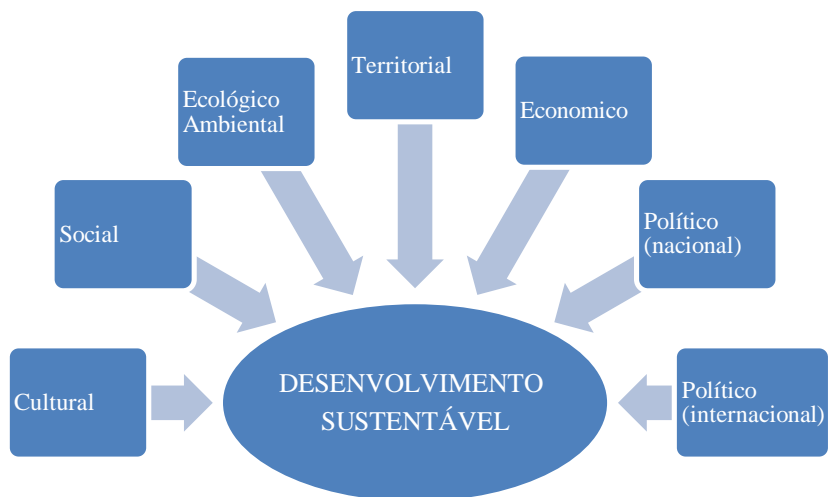 Territorial
Ecológico
Ambiental
Economico
Social
Político
(nacional)
Cultural
DESENVOLVIMENTO
SUSTENTÁVEL
Político
(internacional)